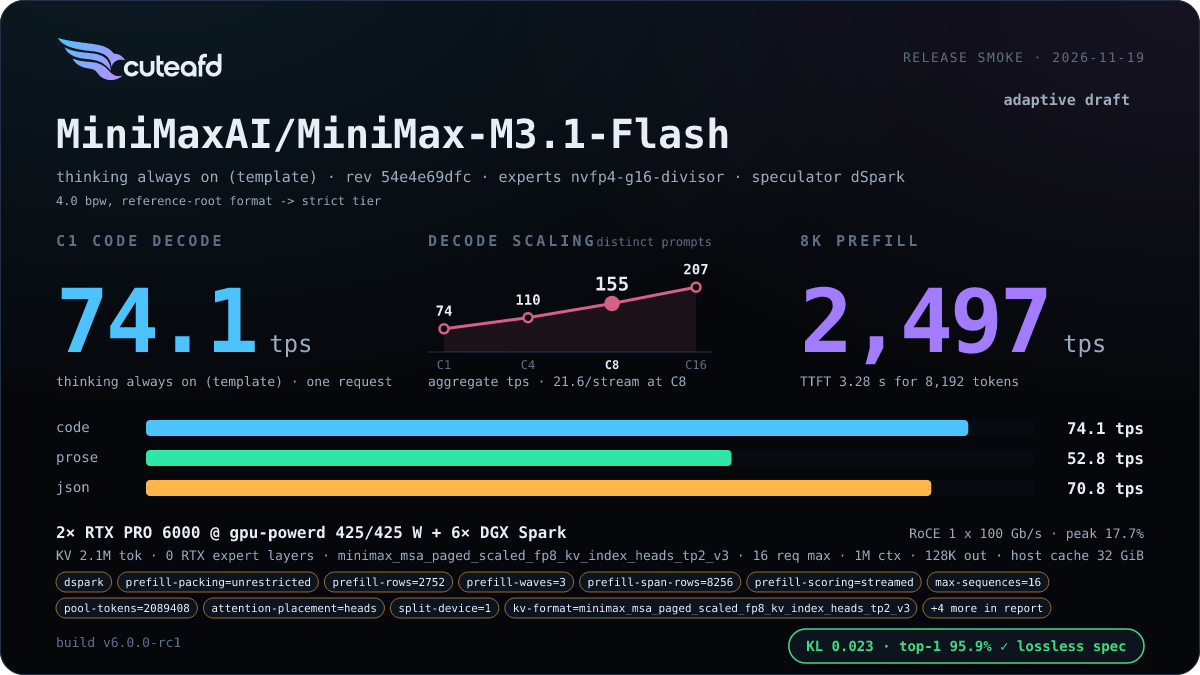 cuteafd
RELEASE SMOKE · 2026-11-19
adaptive draft
MiniMaxAI/MiniMax-M3.1-Flash
thinking always on (template) · rev 54e4e69dfc · experts nvfp4-g16-divisor · speculator dSpark
4.0 bpw, reference-root format -> strict tier
C1 CODE DECODE
74.1 tps
thinking always on (template) · one request
DECODE SCALING distinct prompts
74 110 155 207
C1 C4 C8 C16
aggregate tps · 21.6/stream at C8
8K PREFILL
2,497 tps
TTFT 3.28 s for 8,192 tokens
code 74.1 tps
prose 52.8 tps
json 70.8 tps
2× RTX PRO 6000 @ gpu-powerd 425/425 W + 6× DGX Spark
RoCE 1 x 100 Gb/s · peak 17.7%
KV 2.1M tok · 0 RTX expert layers · minimax_msa_paged_scaled_fp8_kv_index_heads_tp2_v3 · 16 req max · 1M ctx · 128K out · host cache 32 GiB
dspark prefill-packing=unrestricted prefill-rows=2752 prefill-waves=3 prefill-span-rows=8256 prefill-scoring=streamed max-sequences=16
pool-tokens=2089408 attention-placement=heads split-device=1 kv-format=minimax_msa_paged_scaled_fp8_kv_index_heads_tp2_v3 +4 more in report
build v6.0.0-rc1
KL 0.023 · top-1 95.9% ✓ lossless spec